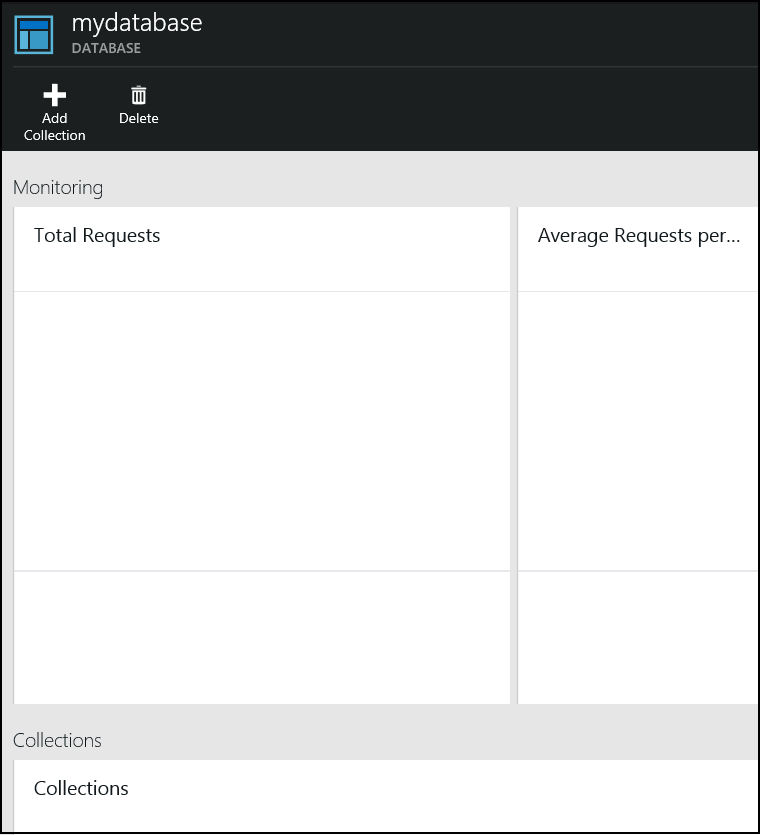 mydatabase
DATABASE
Add
Collection
Delete
Monitoring
Total Requests
Average Requests per...
Collections
Collections